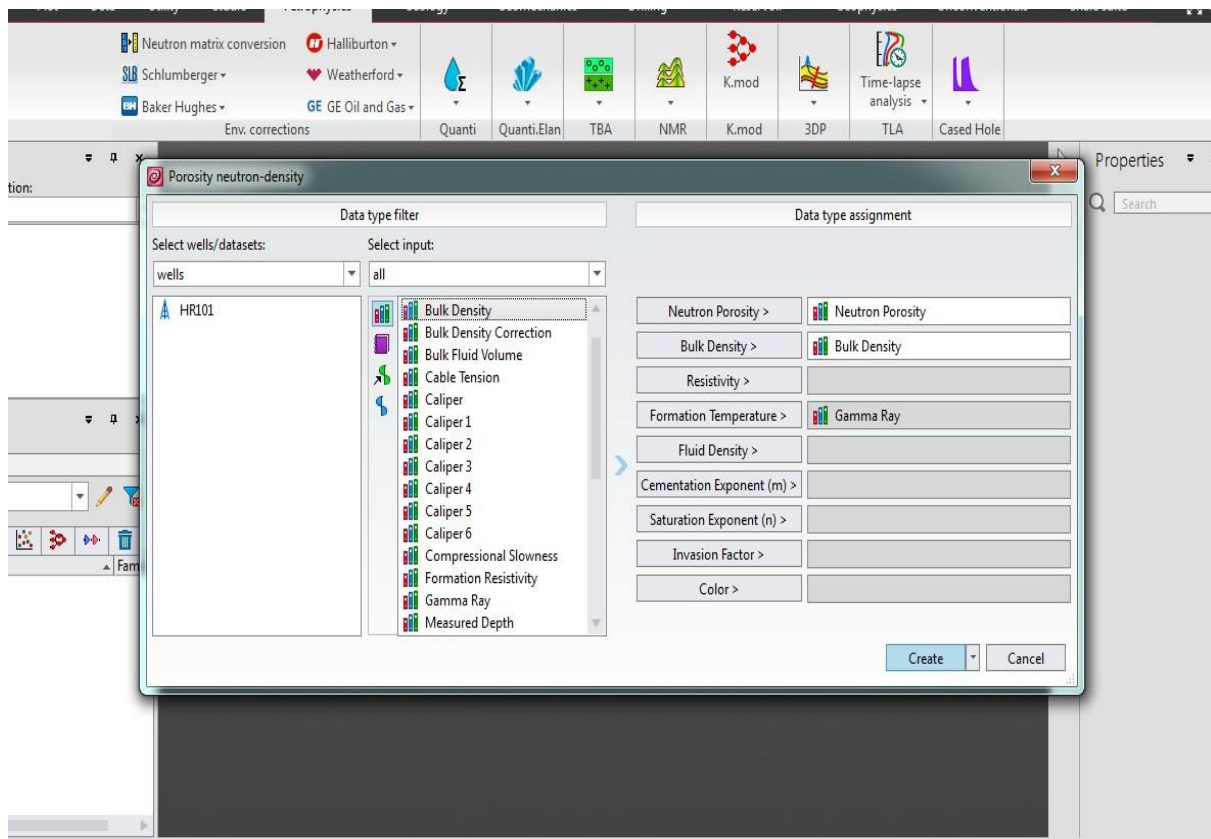 Neutron matrix conversion
Halliburton
SLB Schlumberger
Weatherford
BH Baker Hughes
GE GE Oil and Gas
K.mod
Time-lapse
analysis
Env. corrections
Quanti
Quanti.Elan
TBA
NMR
K.mod
3DP
TLA
Cased Hole
tion:
Properties
Search
Porosity neutron-density
Data type filter
Data type assignment
Select wells/datasets:
Select input:
wells
all
HR101
Bulk Density
Bulk Density Correction
Bulk Fluid Volume
Cable Tension
Caliper
Caliper 1
Caliper 2
Caliper 3
Caliper 4
Caliper 5
Caliper 6
Compressional Slowness
Formation Resistivity
Gamma Ray
Measured Depth
Neutron Porosity >
Neutron Porosity
Bulk Density >
Bulk Density
Resistivity >
Formation Temperature >
Gamma Ray
Fluid Density >
Cementation Exponent (m) >
Saturation Exponent (n) >
Invasion Factor >
Color >
Create
Cancel
Fam